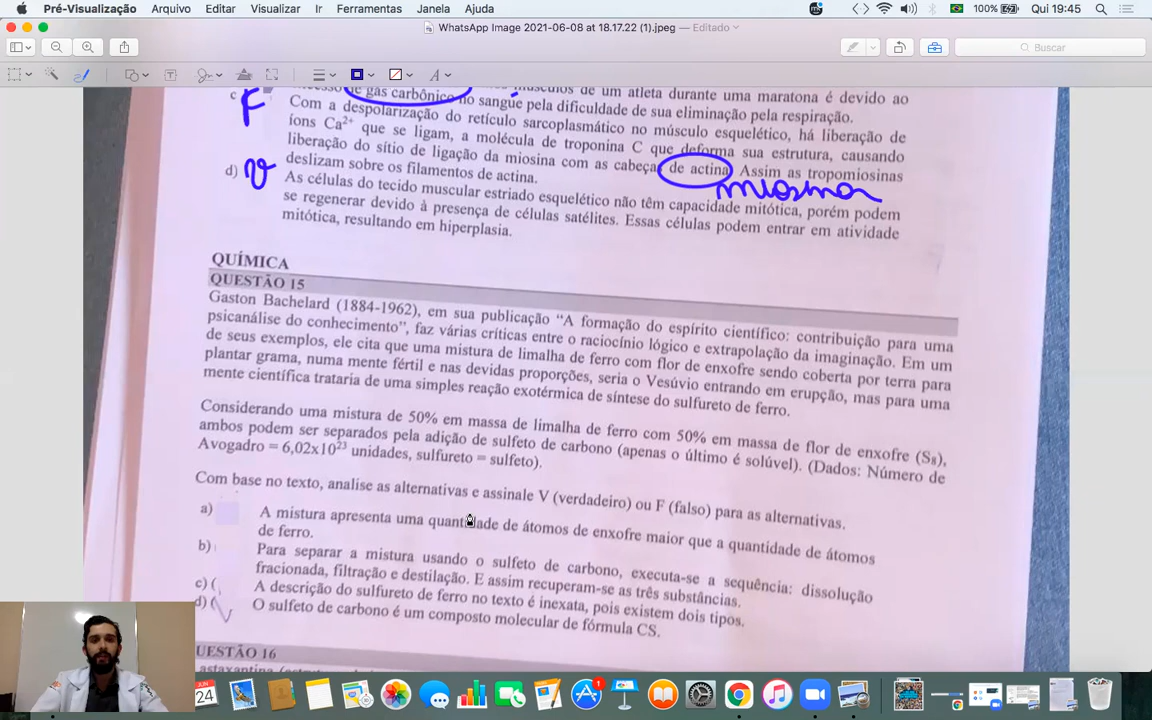 Pré-Visualização Arquivo Editar Visualizar Ir Ferramentas Janela Ajuda 100% Qui 19:45
WhatsApp Image 2021-06-08 at 18.17.22 (1).jpeg — Editado
Buscar
de gás carbônico no sangue pela dificuldade de sua eliminação pela respiração.
músculos de um atleta durante uma maratona é devido ao
c F Com a despolarização do retículo sarcoplasmático no músculo esquelético, há liberação de
íons Ca2+ que se ligam, a molécula de troponina C que deforma sua estrutura, causando
liberação do sítio de ligação da miosina com as cabeça de actina. Assim as tropomiosinas
deslizam sobre os filamentos de actina.
miosina
d) V As células do tecido muscular estriado esquelético não têm capacidade mitótica, porém podem
se regenerar devido à presença de células satélites. Essas células podem entrar em atividade
mitótica, resultando em hiperplasia.
QUÍMICA
QUESTÃO 15
Gaston Bachelard (1884-1962), em sua publicação “A formação do espírito científico: contribuição para uma
psicanálise do conhecimento”, faz várias críticas entre o raciocínio lógico e extrapolação da imaginação. Em um
de seus exemplos, ele cita que uma mistura de limalha de ferro com flor de enxofre sendo coberta por terra para
plantar grama, numa mente fértil e nas devidas proporções, seria o Vesúvio entrando em erupção, mas para uma
mente científica trataria de uma simples reação exotérmica de síntese do sulfureto de ferro.
Considerando uma mistura de 50% em massa de limalha de ferro com 50% em massa de flor de enxofre (S8),
ambos podem ser separados pela adição de sulfeto de carbono (apenas o último é solúvel). (Dados: Número de
Avogadro = 6,02x10²³ unidades, sulfureto = sulfeto).
Com base no texto, analise as alternativas e assinale V (verdadeiro) ou F (falso) para as alternativas.
a) A mistura apresenta uma quantidade de átomos de enxofre maior que a quantidade de átomos
de ferro.
b) Para separar a mistura usando o sulfeto de carbono, executa-se a sequência: dissolução
fracionada, filtração e destilação. E assim recuperam-se as três substâncias.
c) ( A descrição do sulfureto de ferro no texto é inexata, pois existem dois tipos.
d) ( O sulfeto de carbono é um composto molecular de fórmula CS.
UESTÃO 16
JUN
24
1